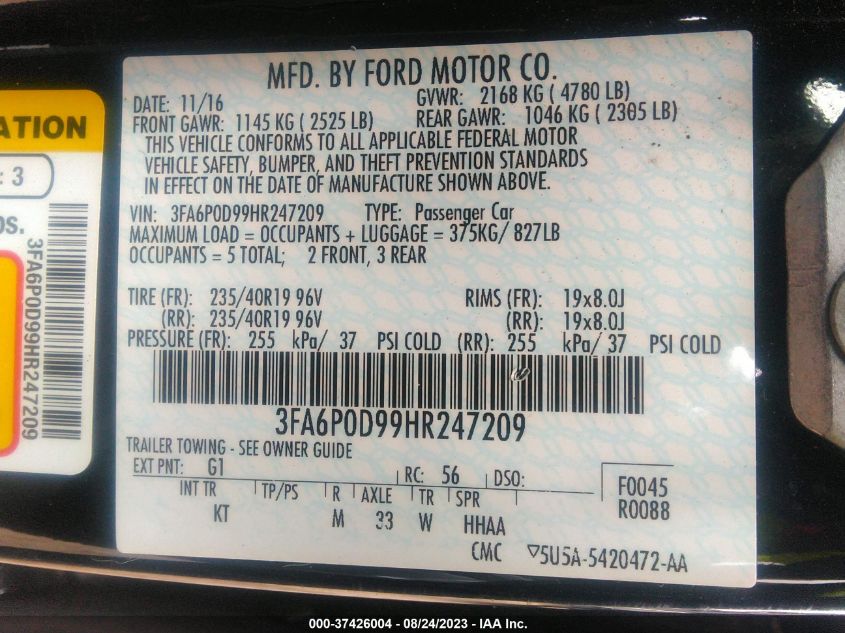 MFD. BY FORD MOTOR CO.
DATE: 11/16 GVWR: 2168 KG ( 4780 LB)
FRONT GAWR: 1145 KG ( 2525 LB) REAR GAWR: 1046 KG ( 2305 LB)
THIS VEHICLE CONFORMS TO ALL APPLICABLE FEDERAL MOTOR
VEHICLE SAFETY, BUMPER, AND THEFT PREVENTION STANDARDS
IN EFFECT ON THE DATE OF MANUFACTURE SHOWN ABOVE.
VIN: 3FA6P0D99HR247209 TYPE: Passenger Car
MAXIMUM LOAD = OCCUPANTS + LUGGAGE = 375KG/ 827LB
OCCUPANTS = 5 TOTAL; 2 FRONT, 3 REAR
TIRE (FR): 235/40R19 96V RIMS (FR): 19x8.0J
(RR): 235/40R19 96V (RR): 19x8.0J
PRESSURE (FR): 255 kPa/ 37 PSI COLD (RR): 255 kPa/ 37 PSI COLD
3FA6P0D99HR247209
TRAILER TOWING - SEE OWNER GUIDE
EXT PNT: G1 RC: 56 DSO:
INT TR TP/PS R AXLE TR SPR
KT M 33 W HHAA
F0045
R0088
CMC ▽5U5A-5420472-AA
ATION
: 3
OS.
3FA6P0D99HR247209
000-37426004 - 08/24/2023 - IAA Inc.